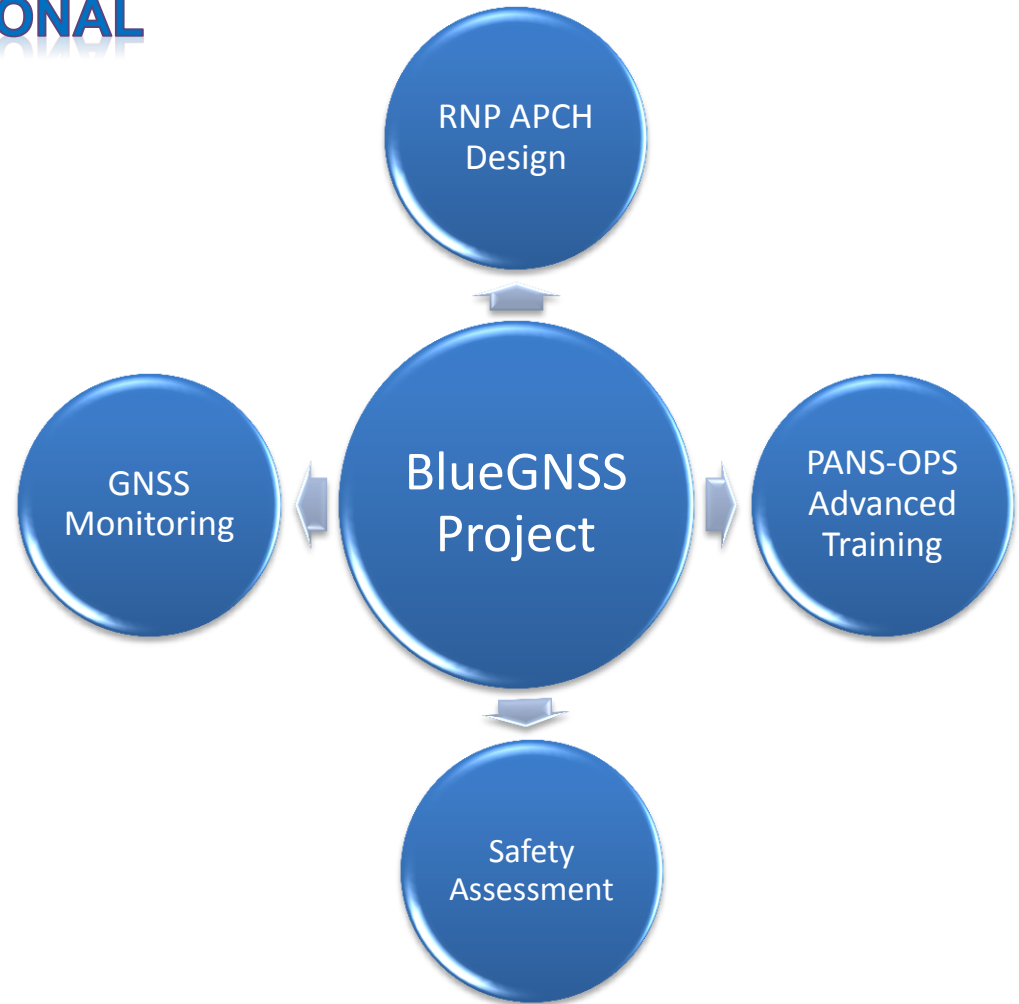 ONAL
RNP APCH
Design
GNSS
Monitoring
BlueGNSS
Project
PANS-OPS
Advanced
Training
Safety
Assessment